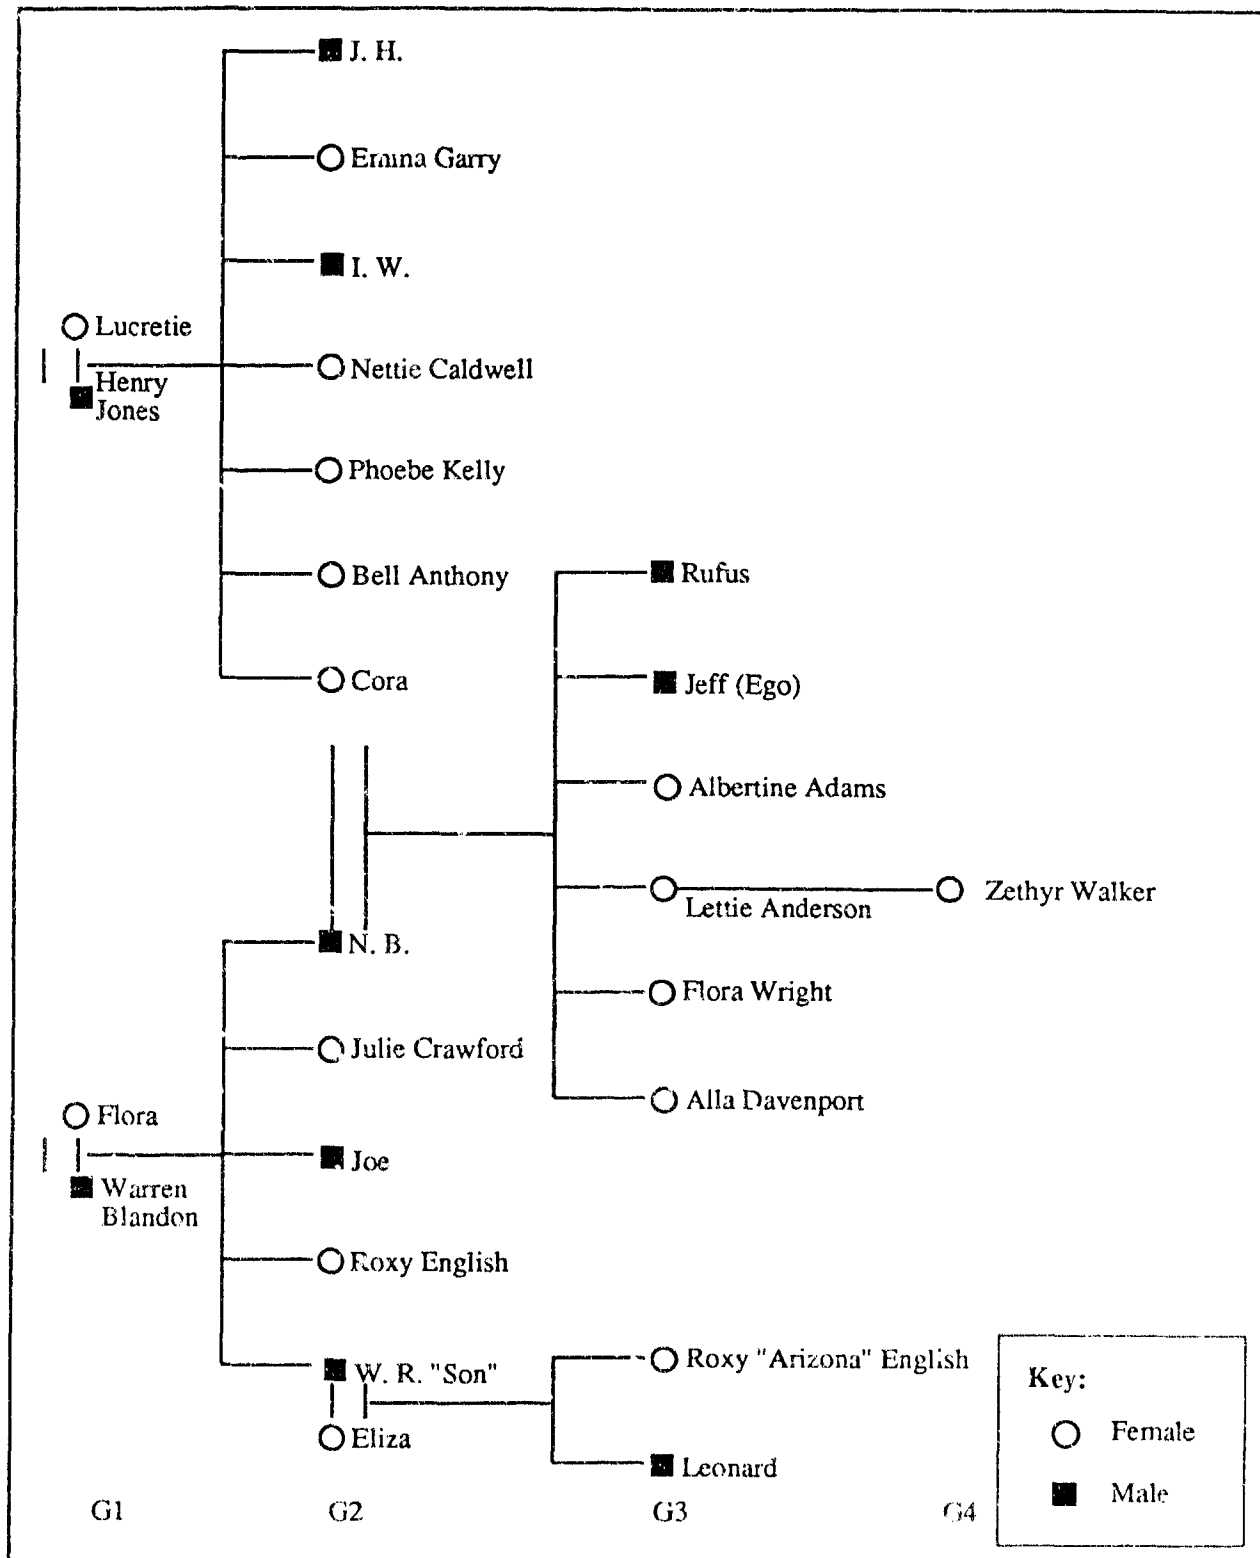 J. H.
Emma Garry
I. W.
Lucretie
Henry
Jones
Nettie Caldwell
Phoebe Kelly
Bell Anthony
Cora
Rufus
Jeff (Ego)
Albertine Adams
Lettie Anderson
Zethyr Walker
N. B.
Flora Wright
Julie Crawford
Alla Davenport
Flora
Joe
Warren
Blandon
Roxy English
W. R. "Son"
Roxy "Arizona" English
Eliza
Leonard
Key:
Female
Male
G1 G2 G3 G4